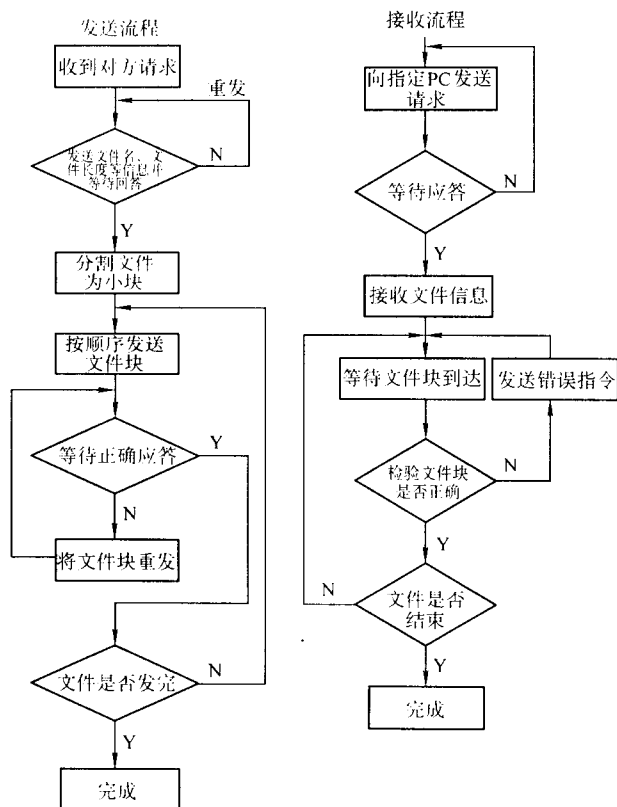 发送流程
收到对方请求
重发
发送文件名、文
件长度等信息并
等待回答
N
Y
分割文件
为小块
按顺序发送
文件块
等待正确应答
Y
N
将文件块重发
文件是否发完
N
Y
完成
接收流程
向指定PC发送
请求
等待应答
N
Y
接收文件信息
等待文件块到达
发送错误指令
检验文件块
是否正确
N
Y
文件是否
结束
N
Y
完成